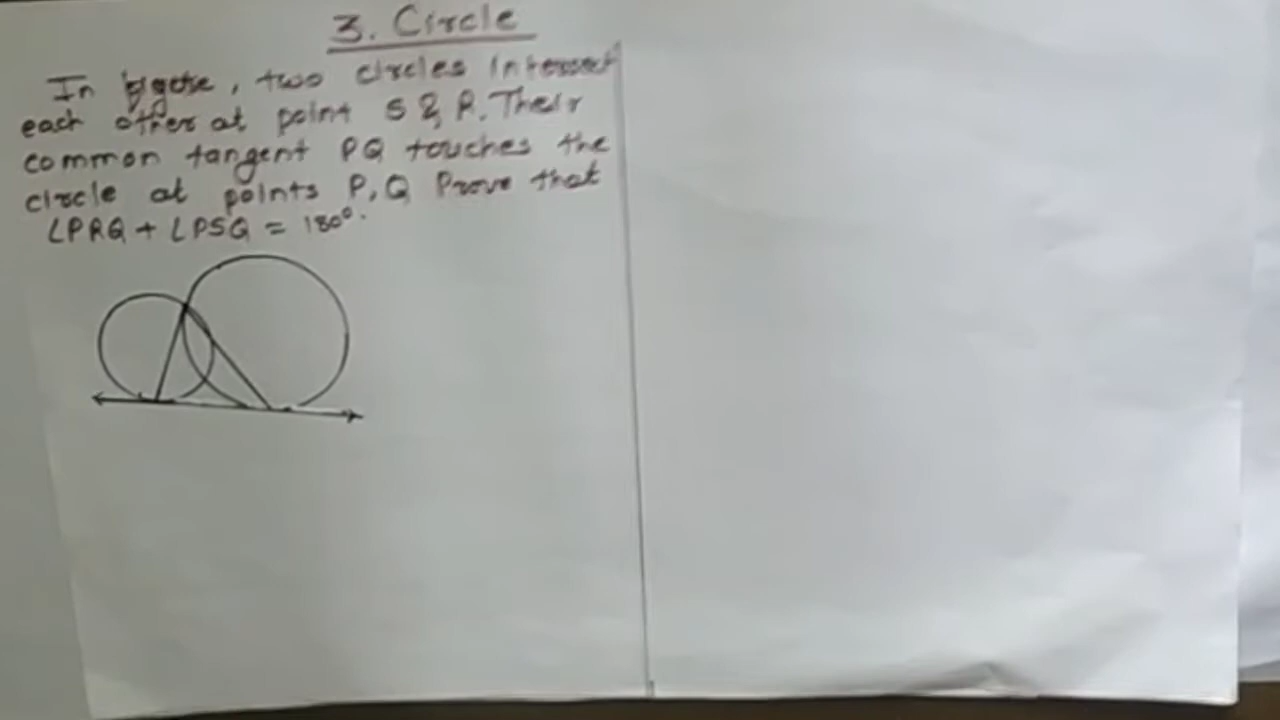 3. Circle
In figure, two circles intersect
each other at point S & R. Their
common tangent PQ touches the
circle at points P, Q Prove that
∠PRQ + ∠PSQ = 180°.